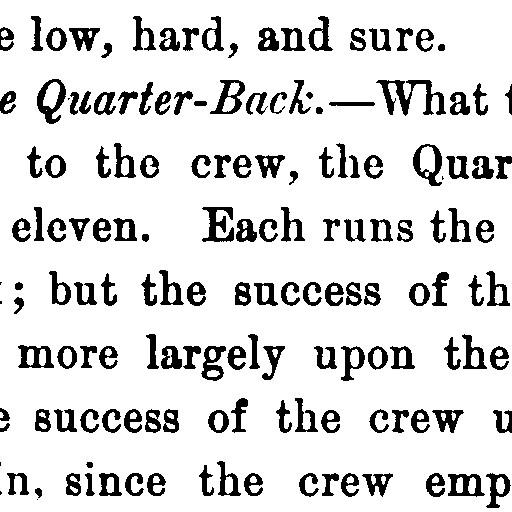 e low, hard, and sure.
e Quarter-Back.—What t
to the crew, the Quar
eleven. Each runs the
; but the success of th
more largely upon the
e success of the crew u
in, since the crew emp